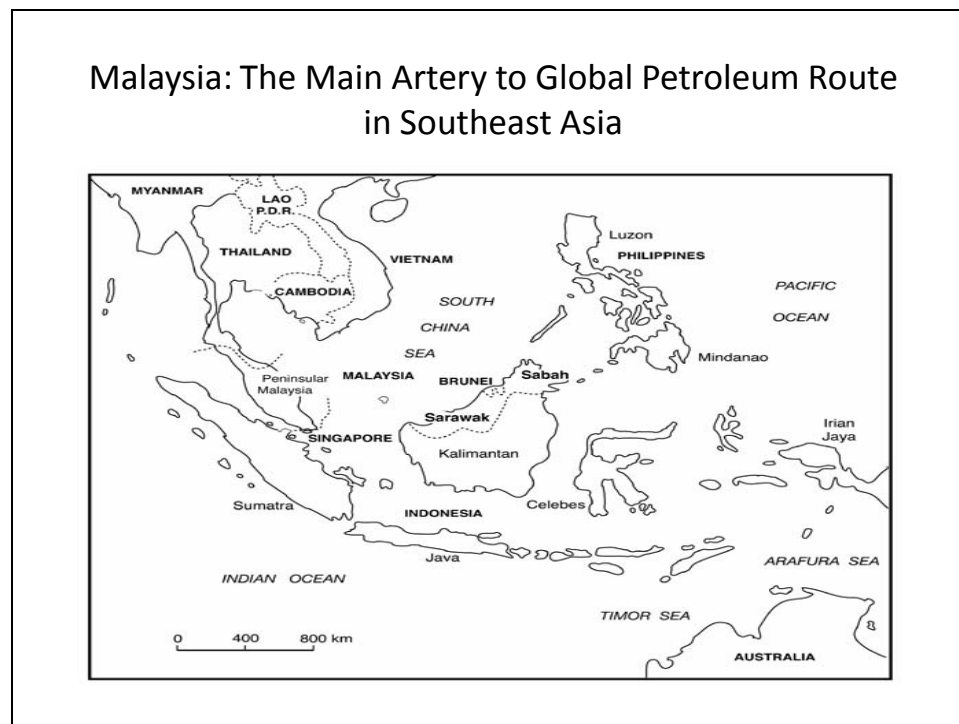 Malaysia: The Main Artery to Global Petroleum Route
in Southeast Asia
MYANMAR
LAO
P.D.R.
THAILAND
VIETNAM
CAMBODIA
Luzon
PHILIPPINES
SOUTH
CHINA
SEA
PACIFIC
OCEAN
Mindanao
Peninsular
Malaysia
MALAYSIA
BRUNEI
Sabah
Sarawak
SINGAPORE
Kalimantan
Irian
Jaya
Sumatra
INDONESIA
Celebes
Java
INDIAN OCEAN
ARAFURA SEA
TIMOR SEA
0 400 800 km
AUSTRALIA